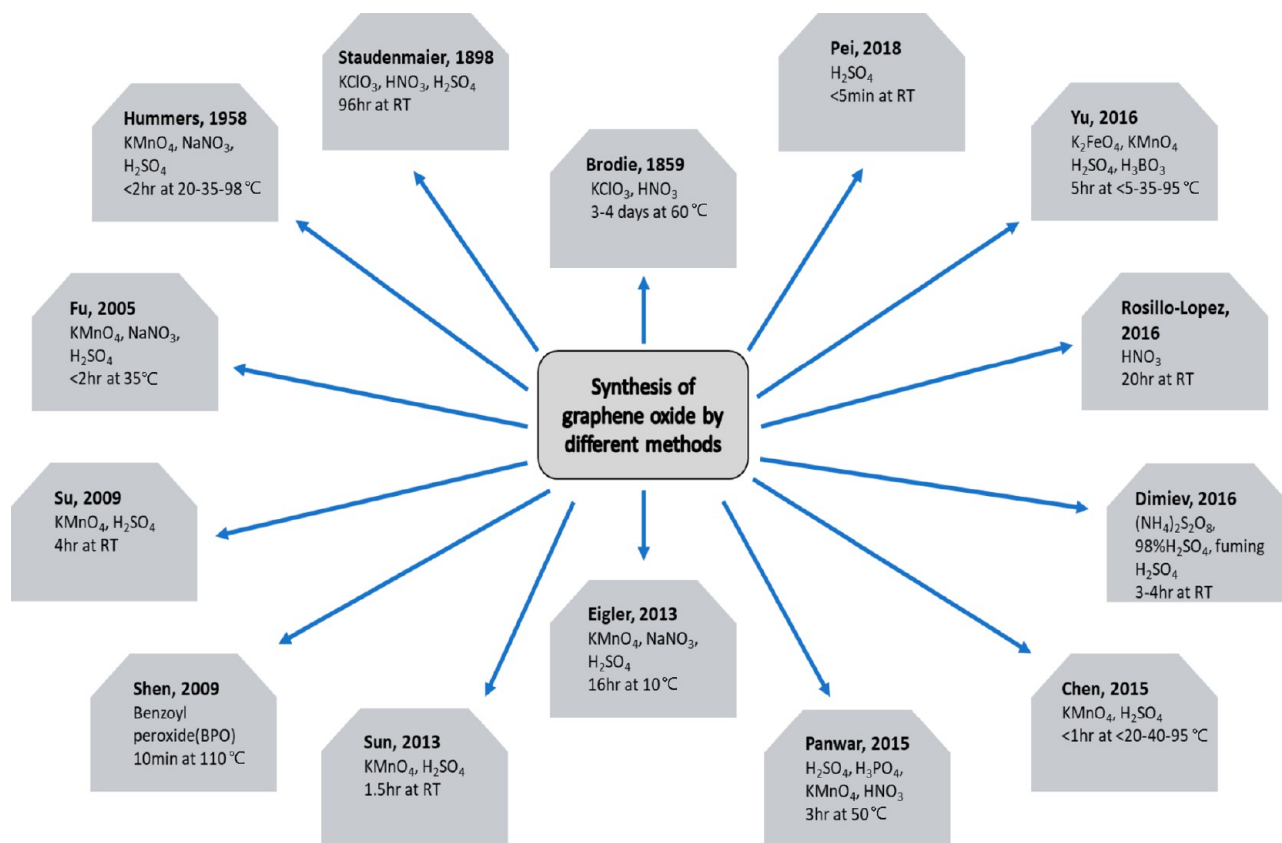 Staudenmaier, 1898
KClO₃, HNO₃, H₂SO₄
96hr at RT
Pei, 2018
H₂SO₄
<5min at RT
Hummers, 1958
KMnO₄, NaNO₃,
H₂SO₄
<2hr at 20-35-98 ℃
Brodie, 1859
KClO₃, HNO₃
3-4 days at 60 ℃
Yu, 2016
K₂FeO₄, KMnO₄
H₂SO₄, H₃BO₃
5hr at <5-35-95 ℃
Fu, 2005
KMnO₄, NaNO₃,
H₂SO₄
<2hr at 35℃
Synthesis of
graphene oxide by
different methods
Rosillo-Lopez,
2016
HNO₃
20hr at RT
Su, 2009
KMnO₄, H₂SO₄
4hr at RT
Dimiev, 2016
(NH₄)₂S₂O₈,
98%H₂SO₄, fuming
H₂SO₄
3-4hr at RT
Shen, 2009
Benzoyl
peroxide(BPO)
10min at 110 ℃
Sun, 2013
KMnO₄, H₂SO₄
1.5hr at RT
Eigler, 2013
KMnO₄, NaNO₃,
H₂SO₄
16hr at 10℃
Panwar, 2015
H₂SO₄, H₃PO₄,
KMnO₄, HNO₃
3hr at 50 ℃
Chen, 2015
KMnO₄, H₂SO₄
<1hr at <20-40-95 ℃